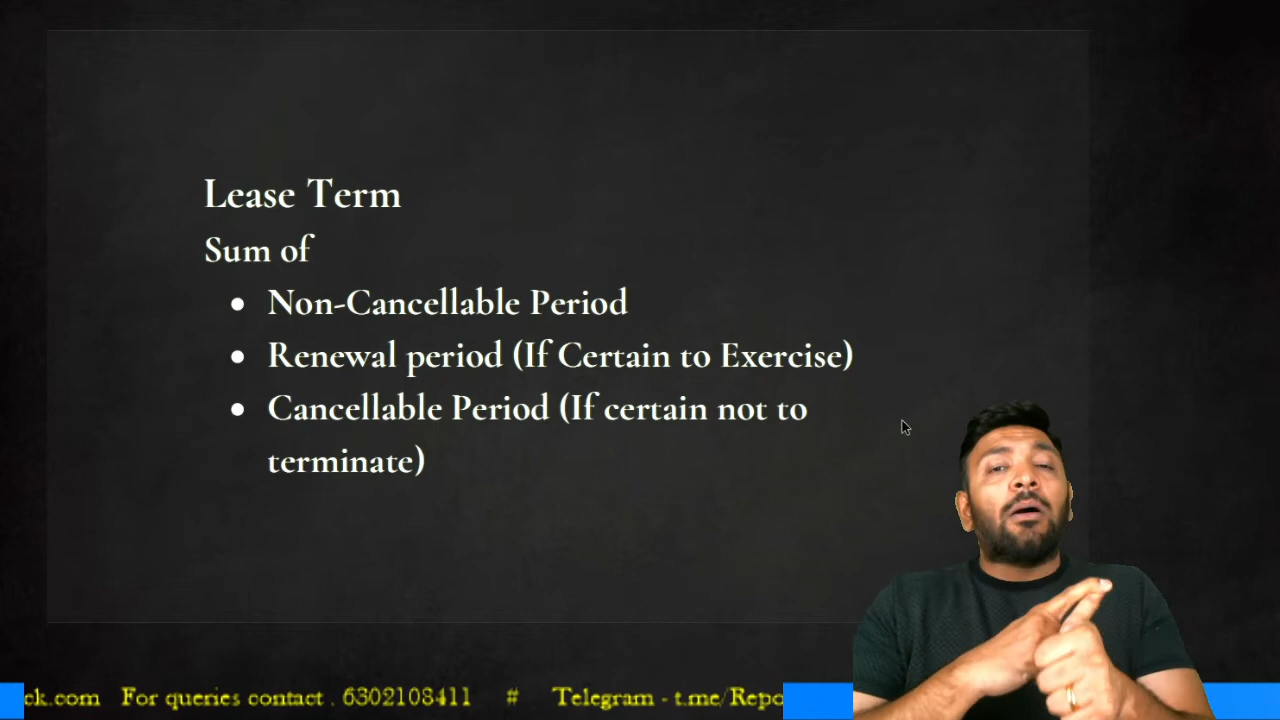 Lease Term
Sum of
• Non-Cancellable Period
• Renewal period (If Certain to Exercise)
• Cancellable Period (If certain not to
terminate)
ck.com For queries contact . 6302108411 # Telegram - t.me/Repo